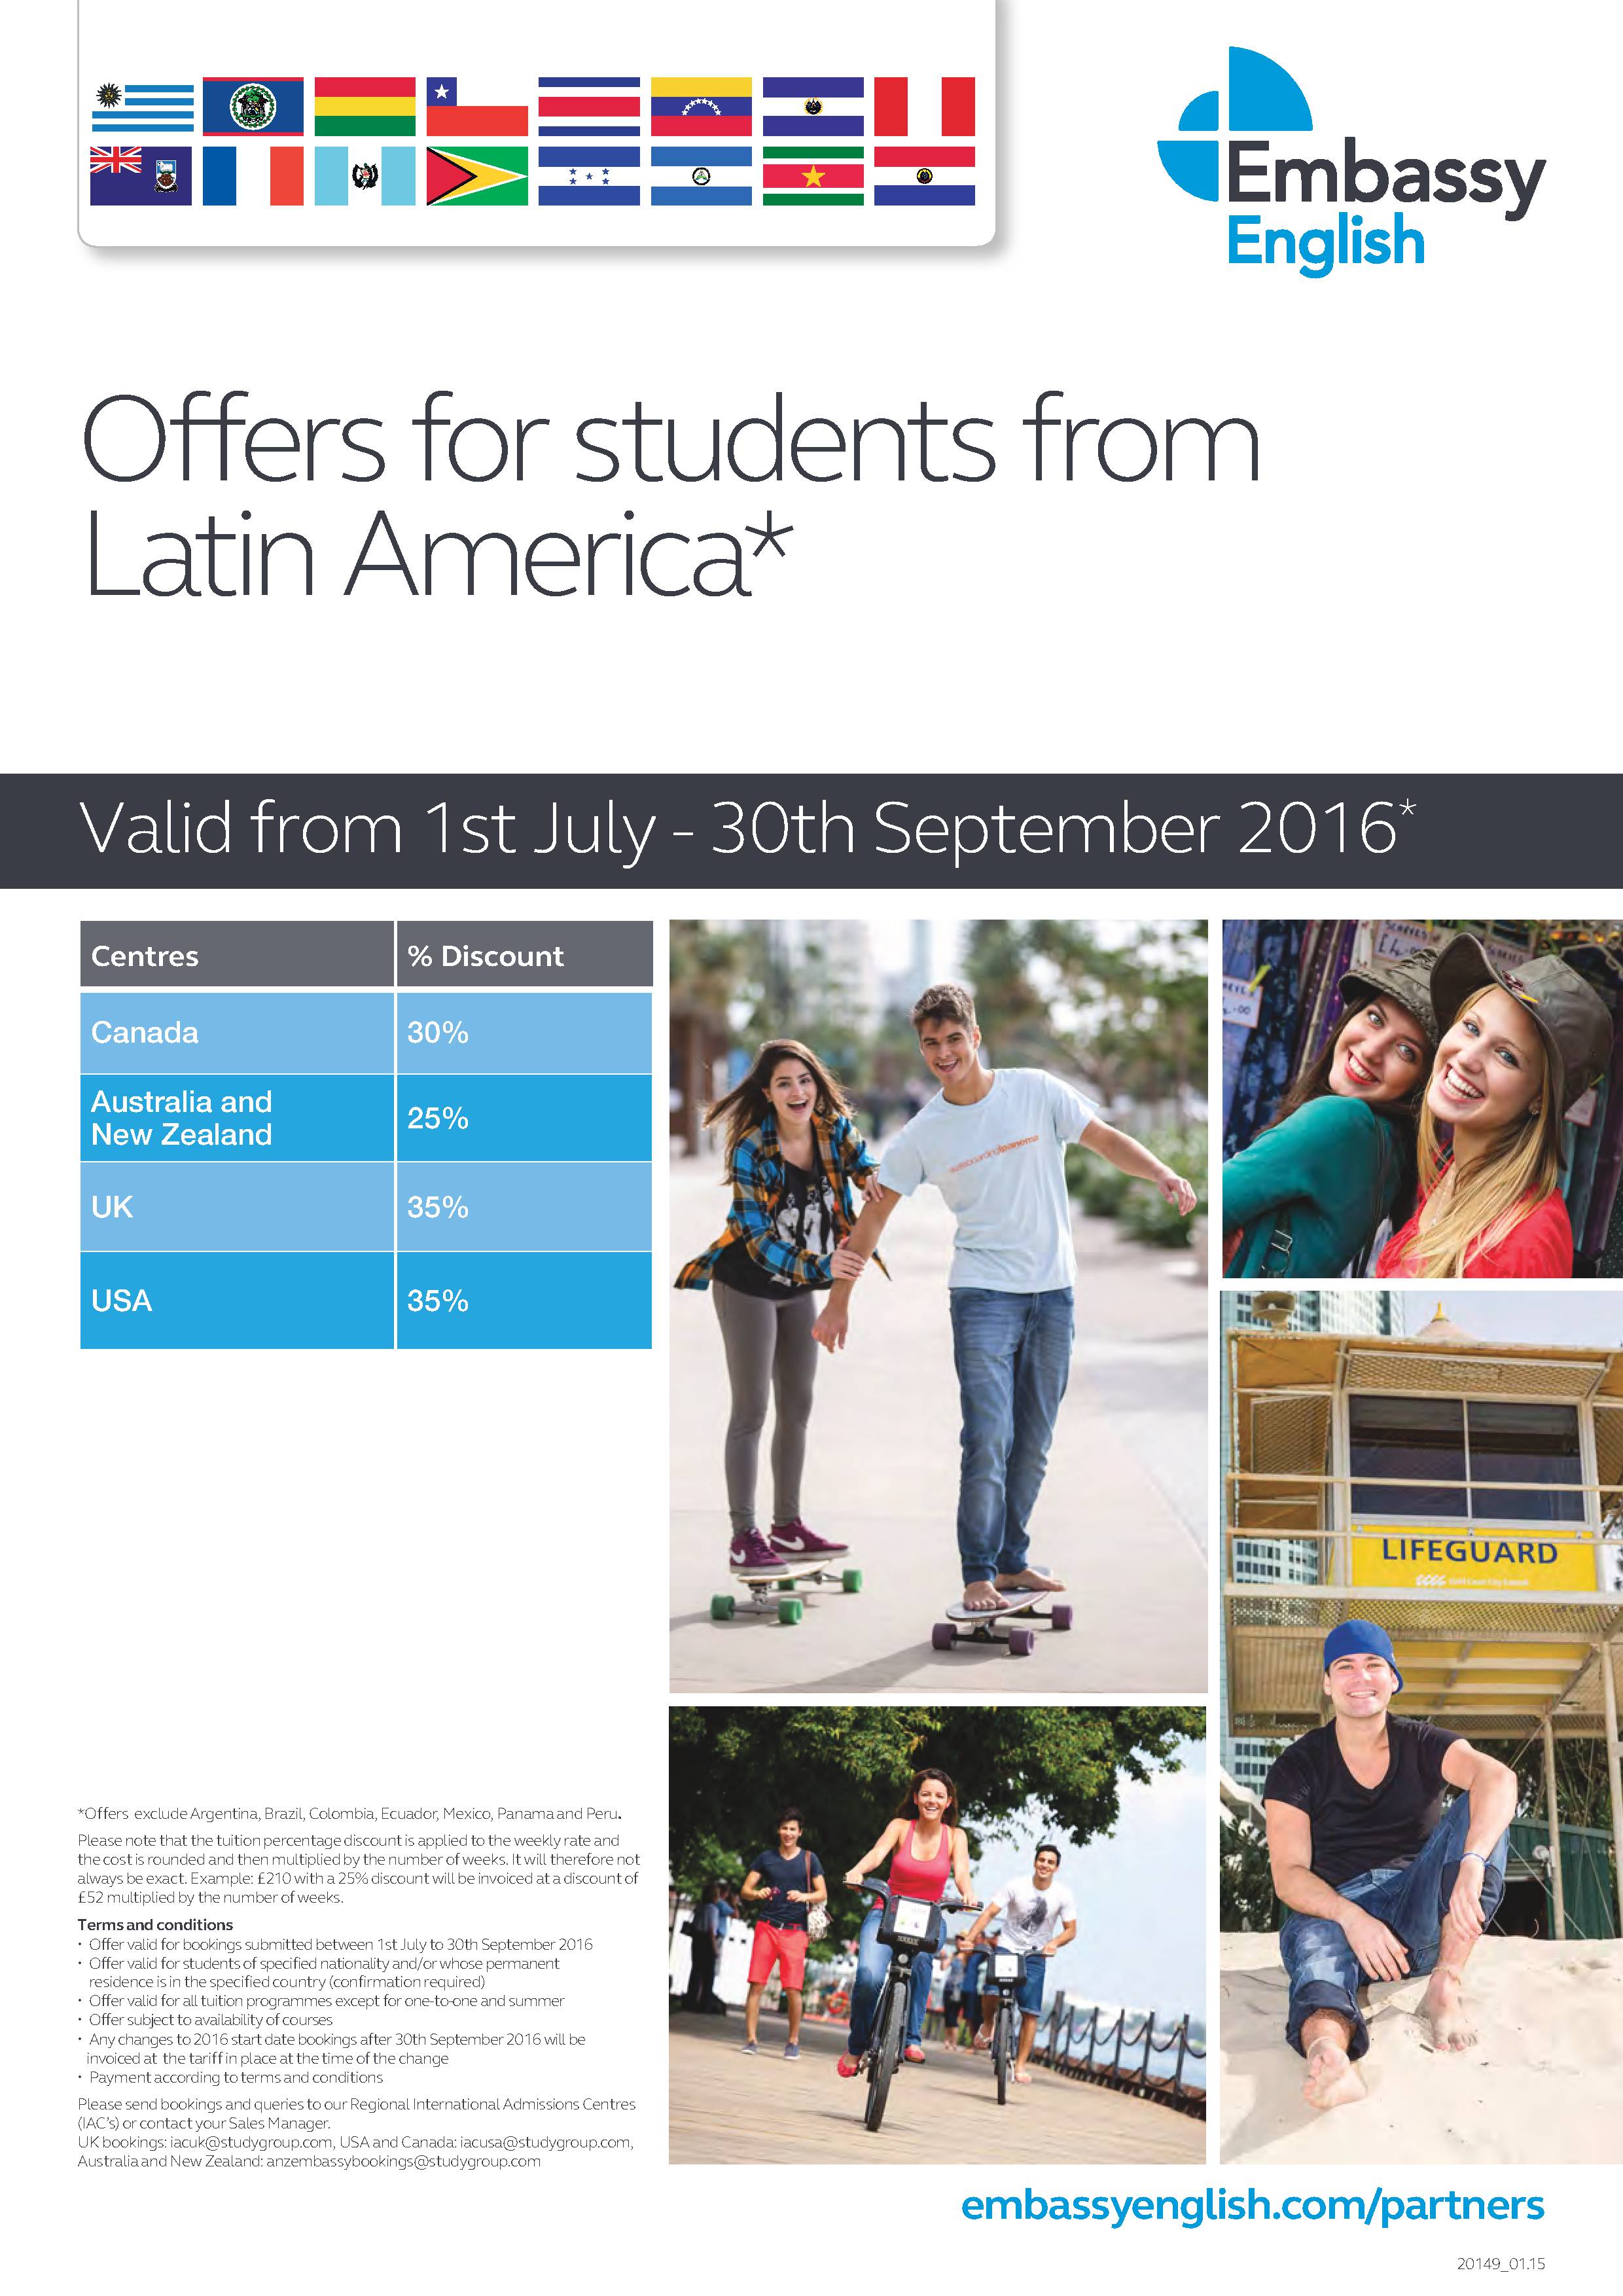 Embassy
English
Offers for students from
Latin America*
Valid from 1st July - 30th September 2016*
Centres % Discount
Canada 30%
Australia and
New Zealand 25%
UK 35%
USA 35%
LIFEGUARD
*Offers exclude Argentina, Brazil, Colombia, Ecuador, Mexico, Panama and Peru.
Please note that the tuition percentage discount is applied to the weekly rate and
the cost is rounded and then multiplied by the number of weeks. It will therefore not
always be exact. Example: £210 with a 25% discount will be invoiced at a discount of
£52 multiplied by the number of weeks.
Terms and conditions
• Offer valid for bookings submitted between 1st July to 30th September 2016
• Offer valid for students of specified nationality and/or whose permanent
residence is in the specified country (confirmation required)
• Offer valid for all tuition programmes except for one-to-one and summer
• Offer subject to availability of courses
• Any changes to 2016 start date bookings after 30th September 2016 will be
invoiced at the tariff in place at the time of the change
• Payment according to terms and conditions
Please send bookings and queries to our Regional International Admissions Centres
(IAC's) or contact your Sales Manager.
UK bookings: iacuk@studygroup.com, USA and Canada: iacusa@studygroup.com,
Australia and New Zealand: anzembassybookings@studygroup.com
embassyenglish.com/partners
20149_01.15